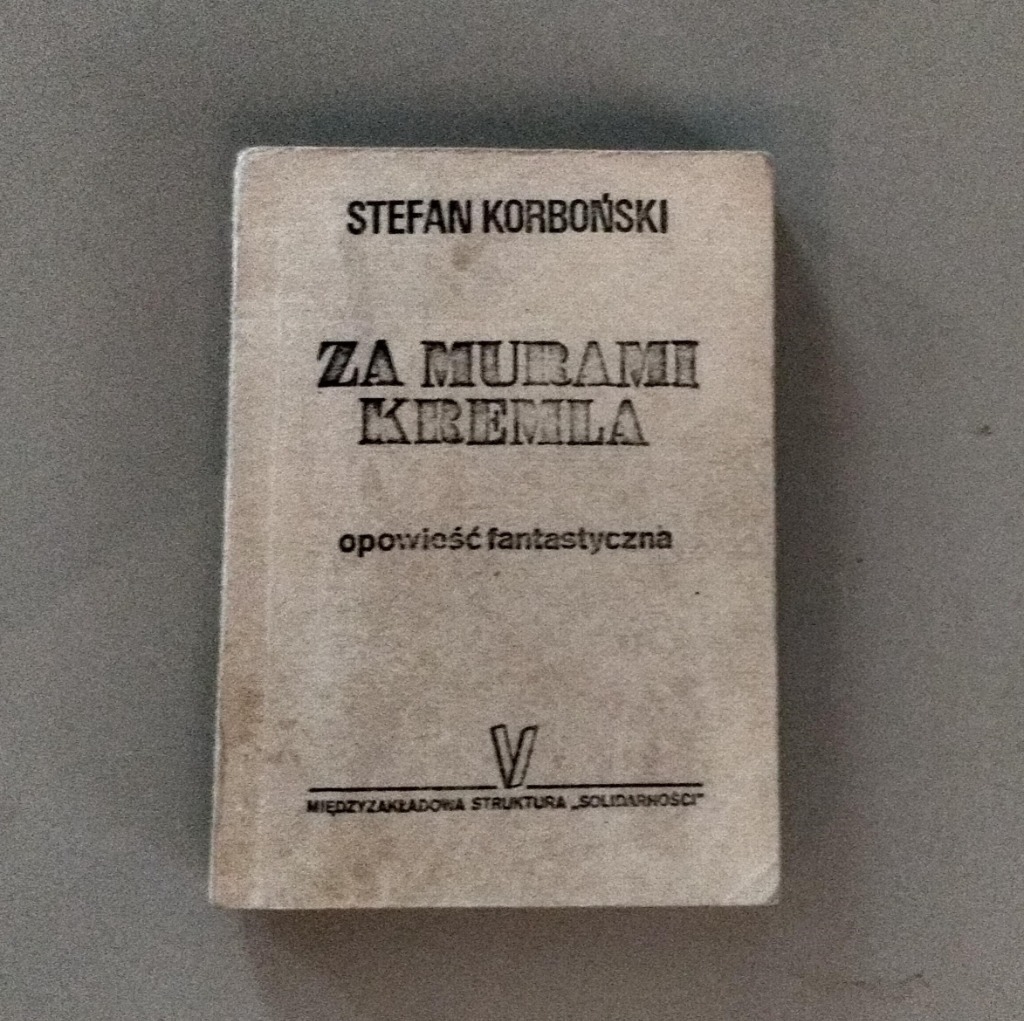 STEFAN KORBOŃSKI
ZA MURAMI
KREMLA
opowieść fantastyczna
V
MIĘDZYZAKŁADOWA STRUKTURA „SOLIDARNOŚCI”